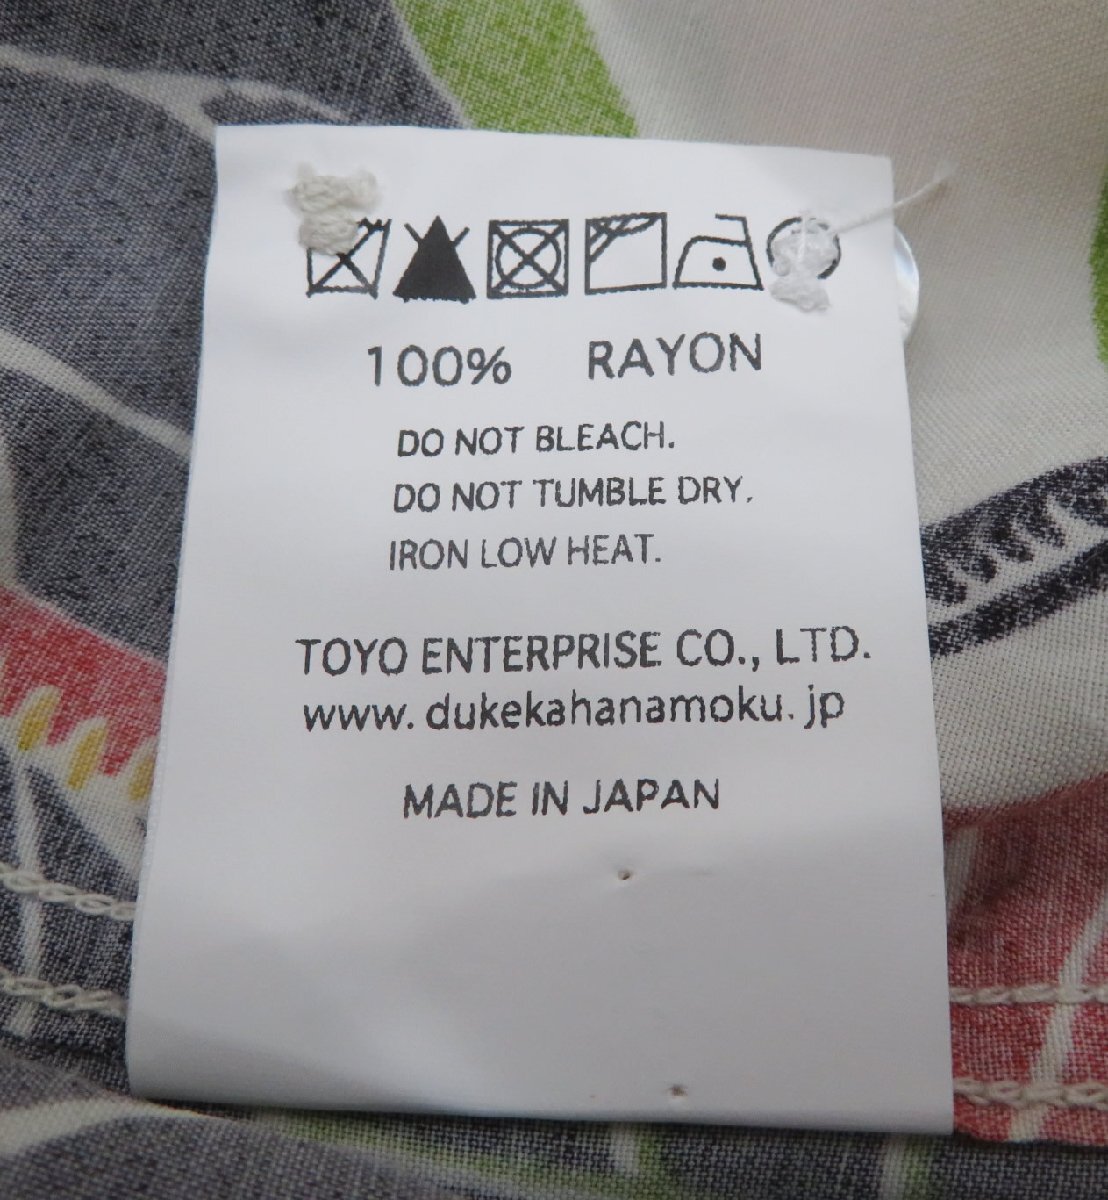 100% RAYON
DO NOT BLEACH.
DO NOT TUMBLE DRY.
IRON LOW HEAT.
TOYO ENTERPRISE CO., LTD.
www.dukekahanamoku.jp
MADE IN JAPAN